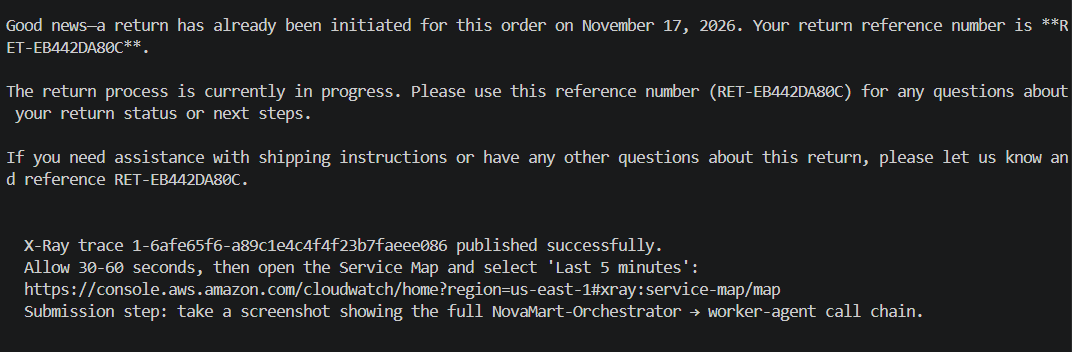 Good news—a return has already been initiated for this order on November 17, 2026. Your return reference number is **R
ET-EB442DA80C**.
The return process is currently in progress. Please use this reference number (RET-EB442DA80C) for any questions about
your return status or next steps.
If you need assistance with shipping instructions or have any other questions about this return, please let us know an
d reference RET-EB442DA80C.
X-Ray trace 1-6afe65f6-a89c1e4c4f4f23b7faeee086 published successfully.
Allow 30-60 seconds, then open the Service Map and select 'Last 5 minutes':
https://console.aws.amazon.com/cloudwatch/home?region=us-east-1#xray:service-map/map
Submission step: take a screenshot showing the full NovaMart-Orchestrator → worker-agent call chain.